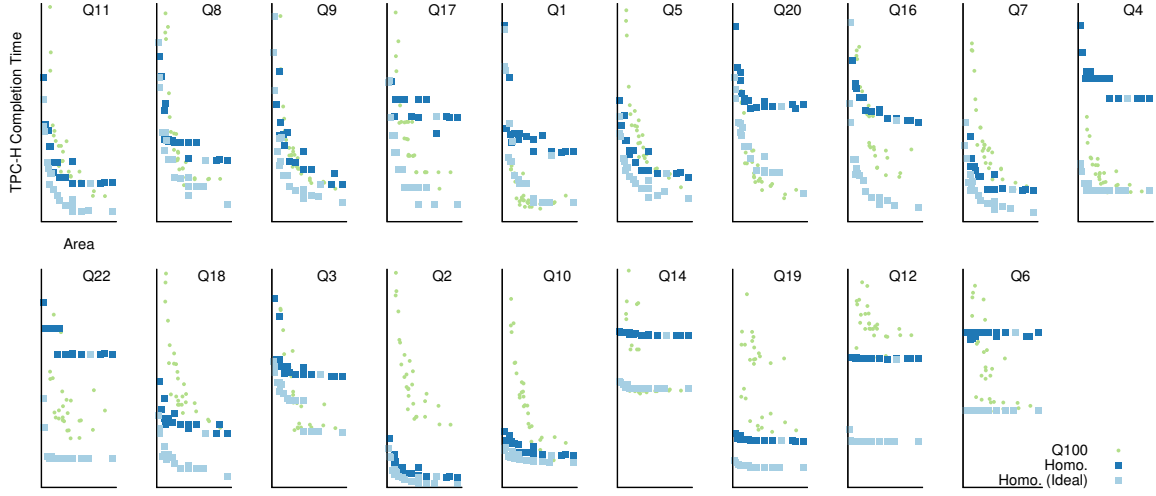 Q11 Q8 Q9 Q17 Q1 Q5 Q20 Q16 Q7 Q4
TPC-H Completion Time
Area
Q22 Q18 Q3 Q2 Q10 Q14 Q19 Q12 Q6
Q100
Homo.
Homo. (Ideal)